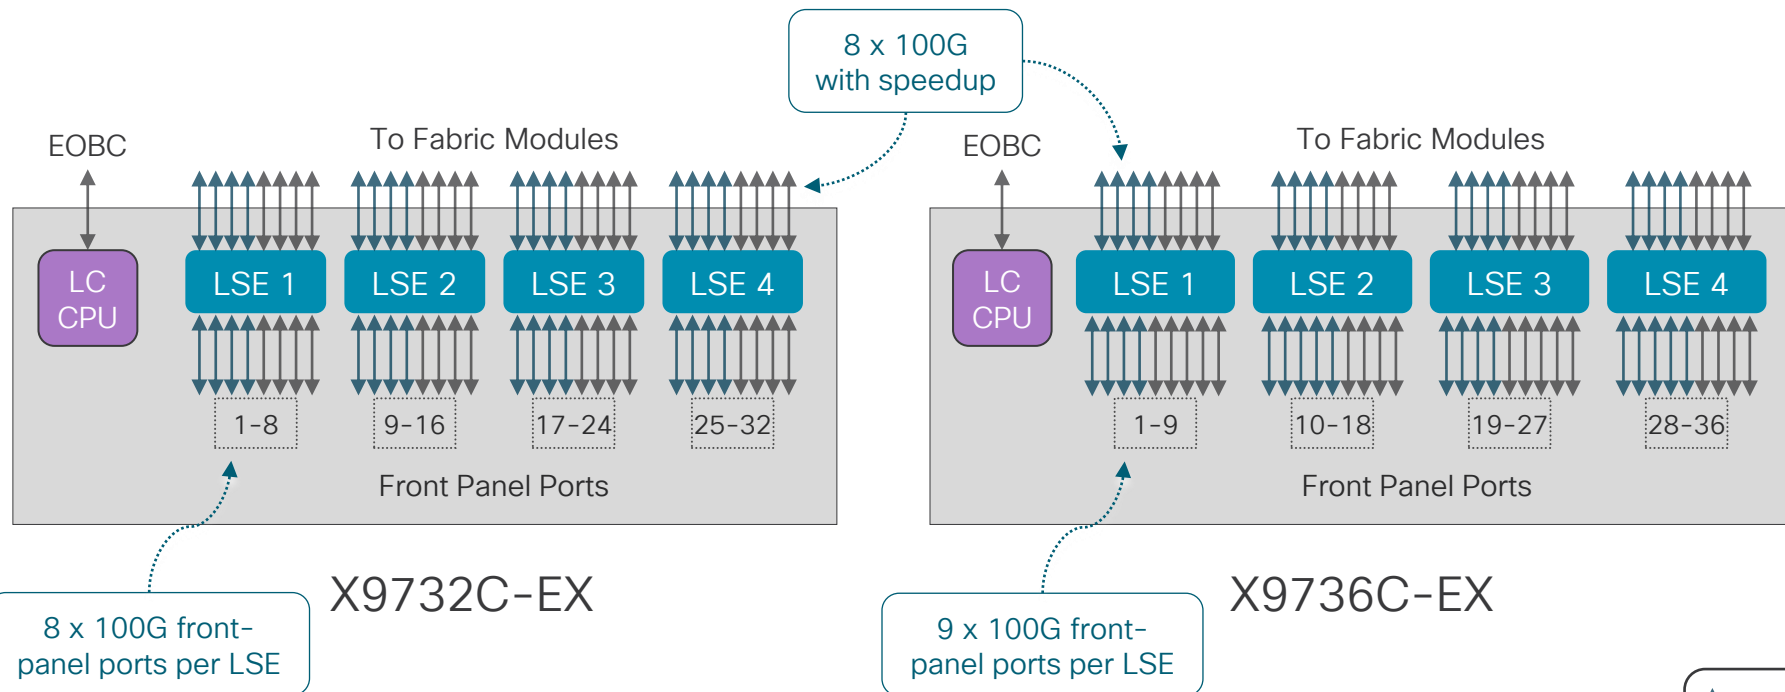 8 x 100G
with speedup
EOBC
To Fabric Modules
LC
CPU
LSE 1
LSE 2
LSE 3
LSE 4
1-8
9-16
17-24
25-32
Front Panel Ports
X9732C-EX
8 x 100G front-
panel ports per LSE
EOBC
To Fabric Modules
LC
CPU
LSE 1
LSE 2
LSE 3
LSE 4
1-9
10-18
19-27
28-36
Front Panel Ports
X9736C-EX
9 x 100G front-
panel ports per LSE